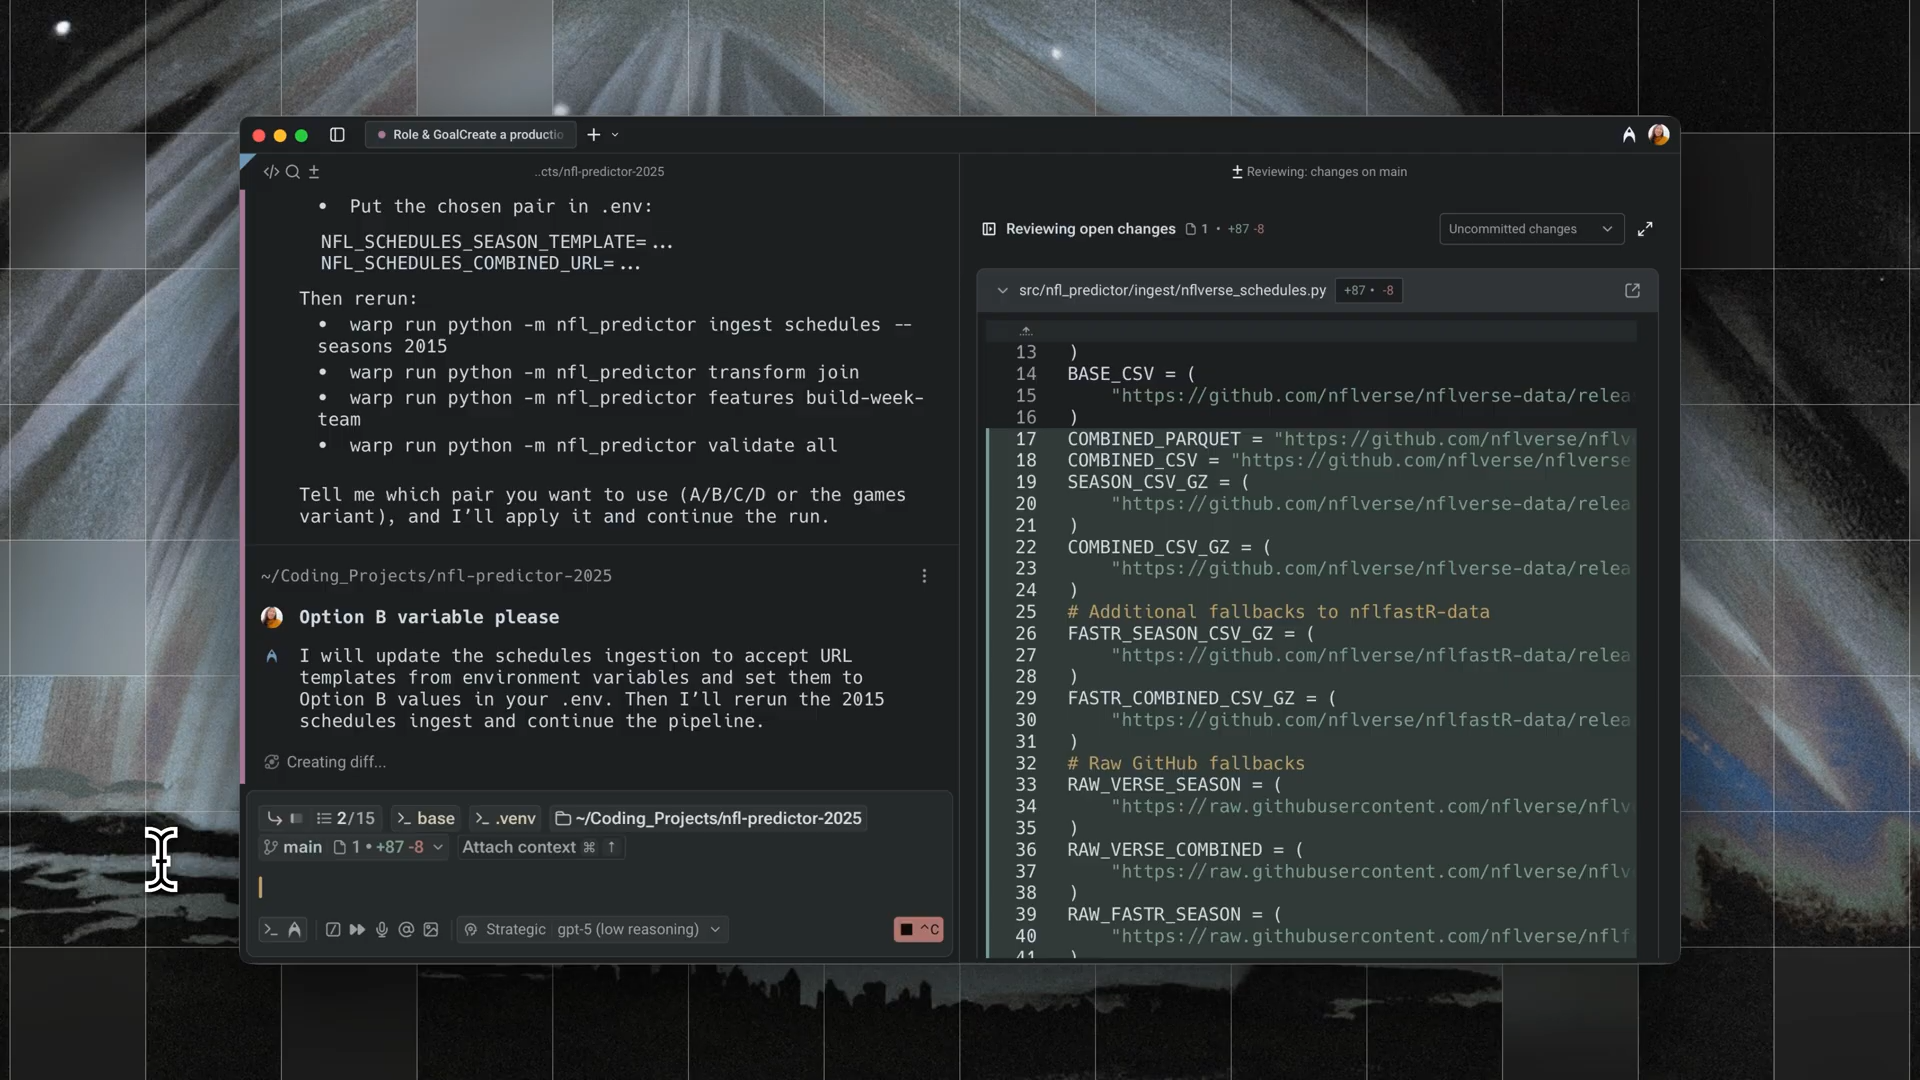 Role & GoalCreate a productio
..cts/nfl-predictor-2025
• Put the chosen pair in .env:
NFL_SCHEDULES_SEASON_TEMPLATE=...
NFL_SCHEDULES_COMBINED_URL=...
Then rerun:
• warp run python -m nfl_predictor ingest schedules --
seasons 2015
• warp run python -m nfl_predictor transform join
• warp run python -m nfl_predictor features build-week-
team
• warp run python -m nfl_predictor validate all
Tell me which pair you want to use (A/B/C/D or the games
variant), and I’ll apply it and continue the run.
~/Coding_Projects/nfl-predictor-2025
Option B variable please
I will update the schedules ingestion to accept URL
templates from environment variables and set them to
Option B values in your .env. Then I’ll rerun the 2015
schedules ingest and continue the pipeline.
Creating diff...
2/15 >_ base >_ .venv ~/Coding_Projects/nfl-predictor-2025
main 1 • +87 -8 Attach context ⌘ ↑
Strategic gpt-5 (low reasoning) ^C
Reviewing: changes on main
Reviewing open changes 1 • +87 -8 Uncommitted changes
src/nfl_predictor/ingest/nflverse_schedules.py +87 • -8
13 )
14 BASE_CSV = (
15 "https://github.com/nflverse/nflverse-data/relea
16 )
17 COMBINED_PARQUET = "https://github.com/nflverse/nflv
18 COMBINED_CSV = "https://github.com/nflverse/nflverse
19 SEASON_CSV_GZ = (
20 "https://github.com/nflverse/nflverse-data/relea
21 )
22 COMBINED_CSV_GZ = (
23 "https://github.com/nflverse/nflverse-data/relea
24 )
25 # Additional fallbacks to nflfastR-data
26 FASTR_SEASON_CSV_GZ = (
27 "https://github.com/nflverse/nflfastR-data/relea
28 )
29 FASTR_COMBINED_CSV_GZ = (
30 "https://github.com/nflverse/nflfastR-data/relea
31 )
32 # Raw GitHub fallbacks
33 RAW_VERSE_SEASON = (
34 "https://raw.githubusercontent.com/nflverse/nflv
35 )
36 RAW_VERSE_COMBINED = (
37 "https://raw.githubusercontent.com/nflverse/nflv
38 )
39 RAW_FASTR_SEASON = (
40 "https://raw.githubusercontent.com/nflverse/nflf
41 )